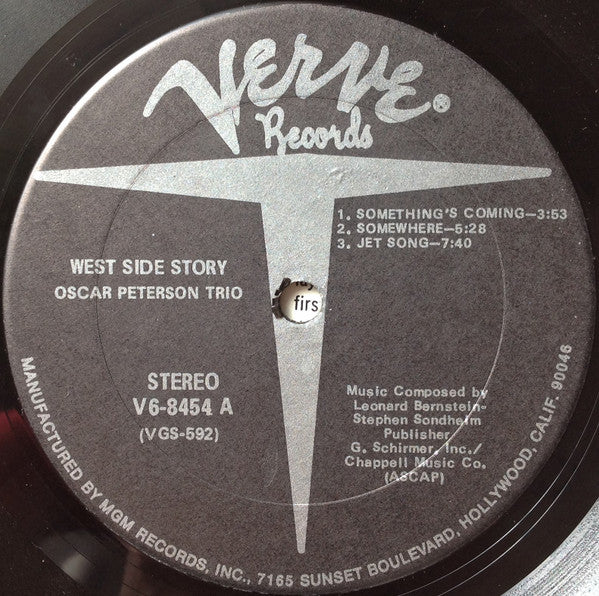 Verve®
Records
1. SOMETHING'S COMING—3:53
2. SOMEWHERE—5:28
3. JET SONG—7:40
WEST SIDE STORY
OSCAR PETERSON TRIO
firs
STEREO
V6-8454 A
(VGS-592)
Music Composed by
Leonard Bernstein-
Stephen Sondheim
Publisher
G. Schirmer, Inc./
Chappell Music Co.
(ASCAP)
MANUFACTURED BY MGM RECORDS, INC., 7165 SUNSET BOULEVARD, HOLLYWOOD, CALIF. 90046